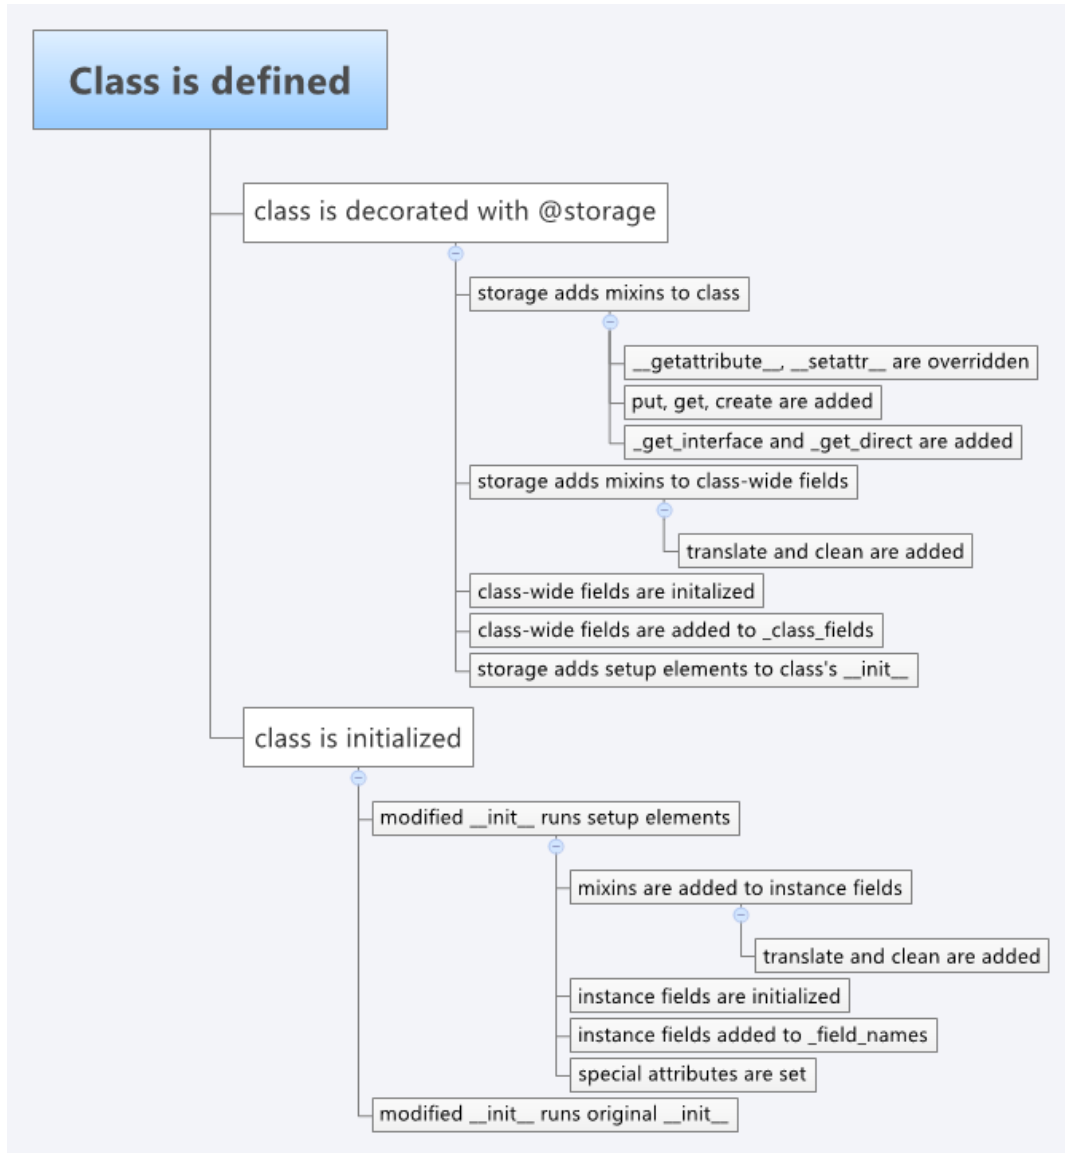 Class is defined
class is decorated with @storage
storage adds mixins to class
__getattribute__, __setattr__ are overridden
put, get, create are added
_get_interface and _get_direct are added
storage adds mixins to class-wide fields
translate and clean are added
class-wide fields are initalized
class-wide fields are added to _class_fields
storage adds setup elements to class's __init__
class is initialized
modified __init__ runs setup elements
mixins are added to instance fields
translate and clean are added
instance fields are initialized
instance fields added to _field_names
special attributes are set
modified __init__ runs original __init__